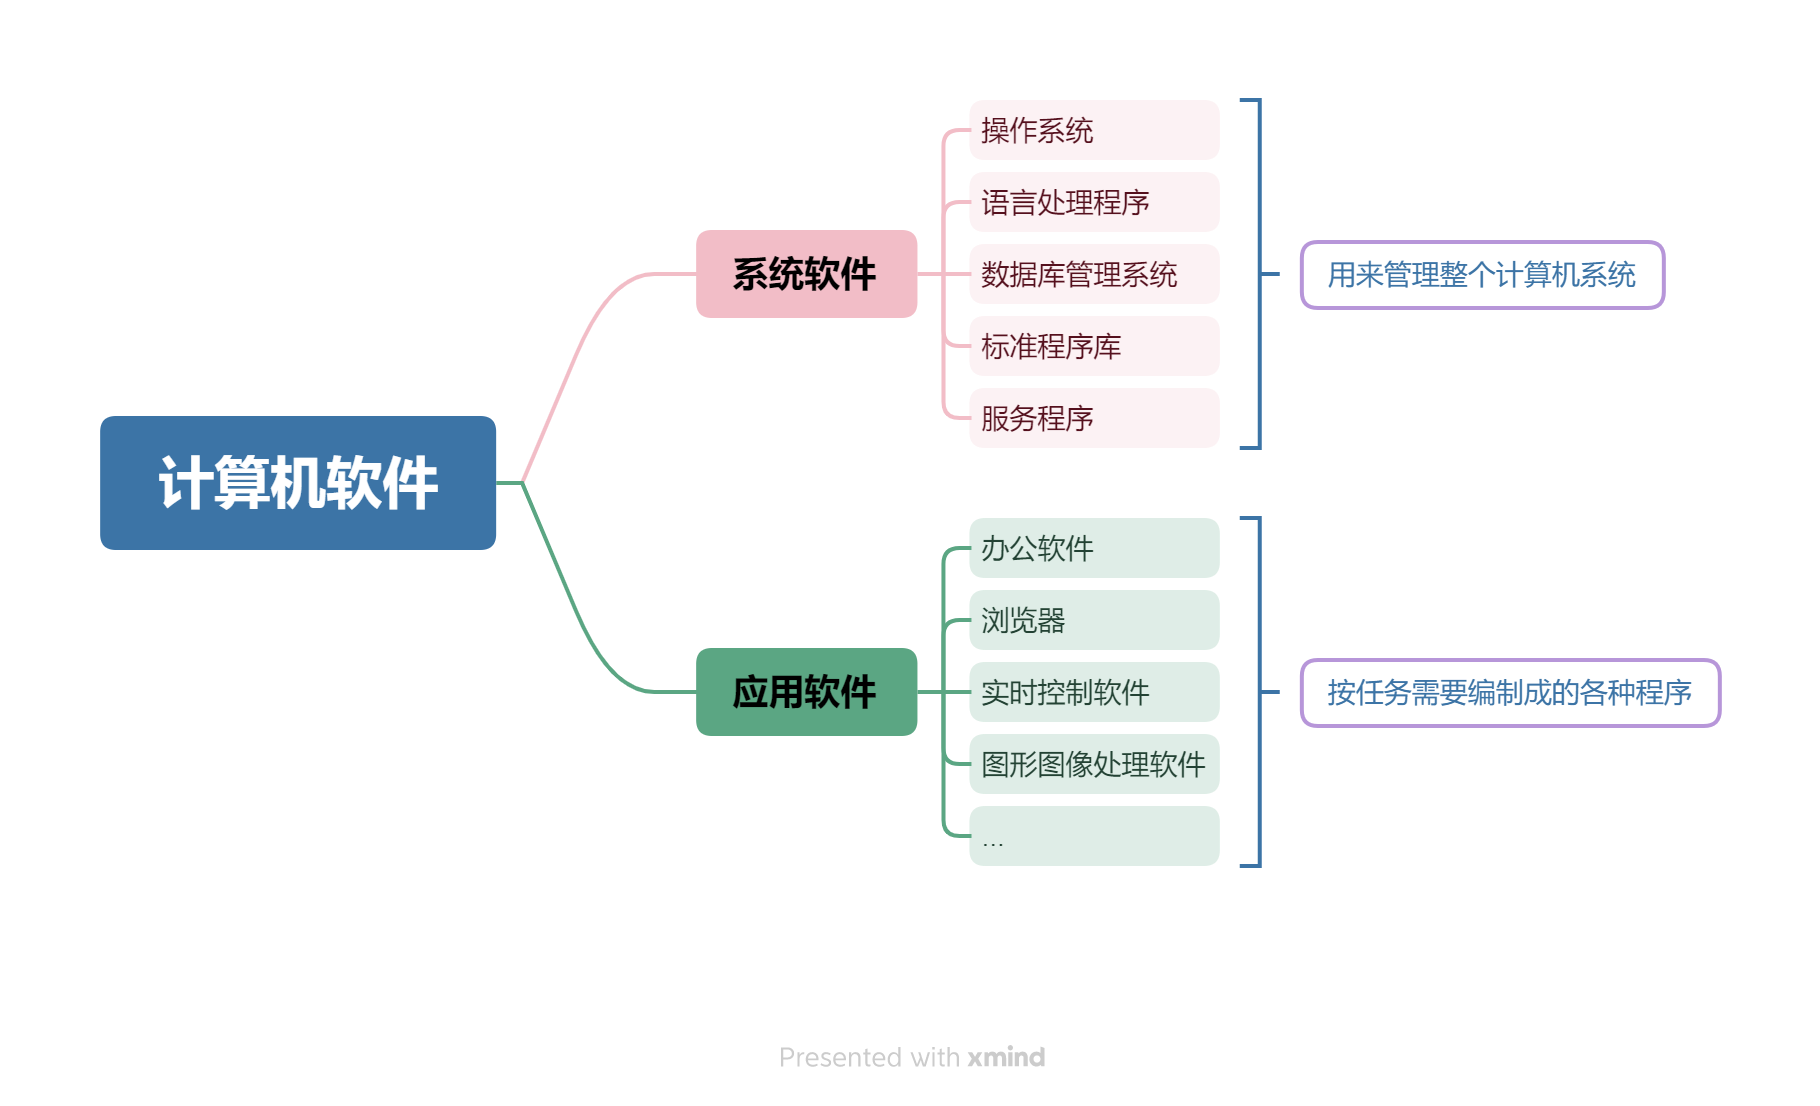 计算机软件
系统软件
操作系统
语言处理程序
数据库管理系统
标准程序库
服务程序
用来管理整个计算机系统
应用软件
办公软件
浏览器
实时控制软件
图形图像处理软件
...
按任务需要编制成的各种程序
Presented with xmind